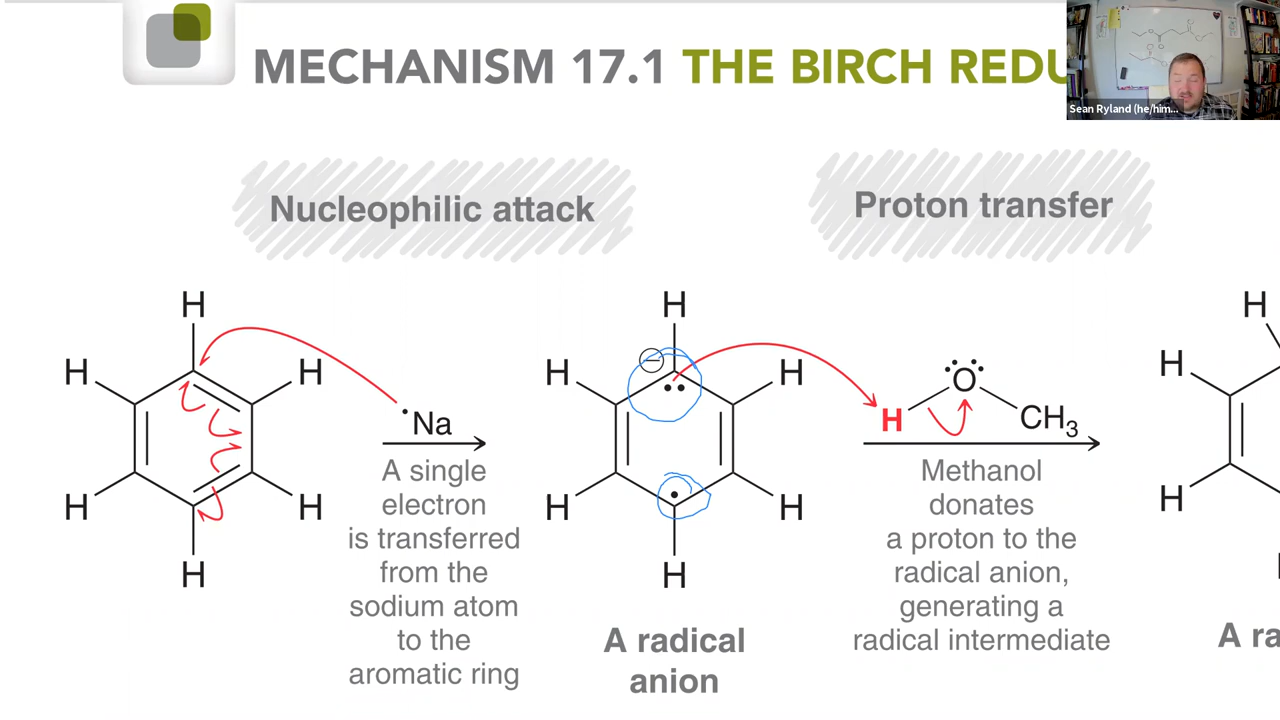 MECHANISM 17.1 THE BIRCH REDU
Sean Ryland (he/him...
Nucleophilic attack
Proton transfer
H
H
H
H
H
H
•Na
A single
electron
is transferred
from the
sodium atom
to the
aromatic ring
H
H
H
H
H
H
A radical
anion
H
O
CH3
Methanol
donates
a proton to the
radical anion,
generating a
radical intermediate
H
H
H
A ra